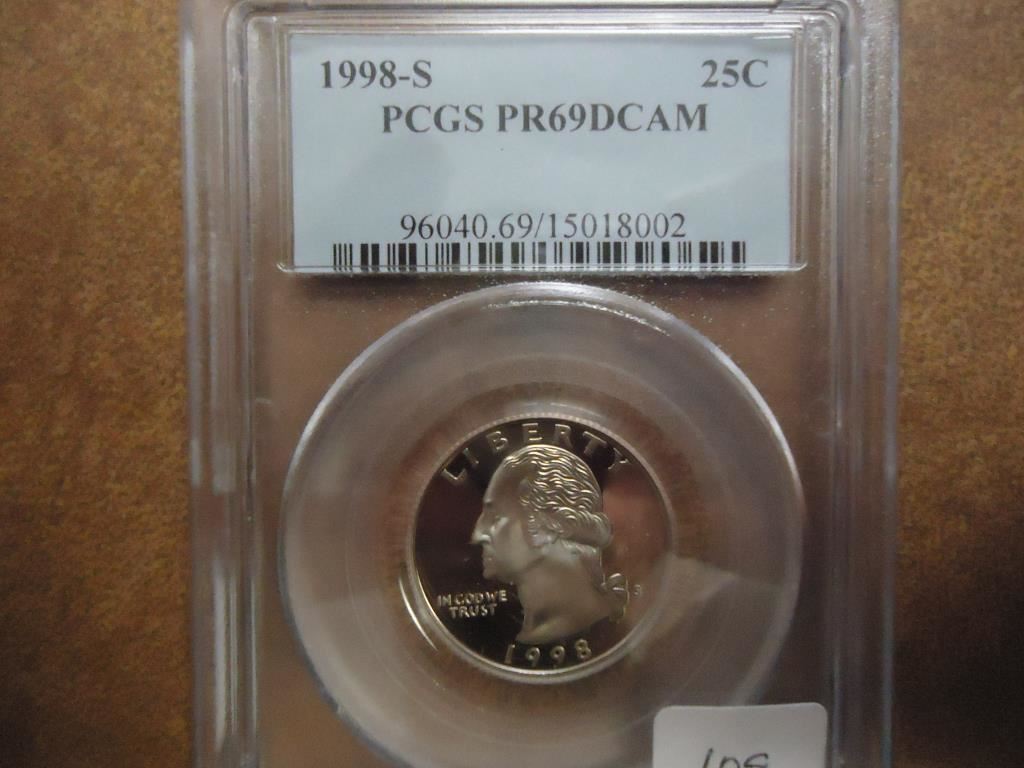 1998-S 25C
PCGS PR69DCAM
96040.69/15018002
LIBERTY
IN GOD WE
TRUST
S
1998